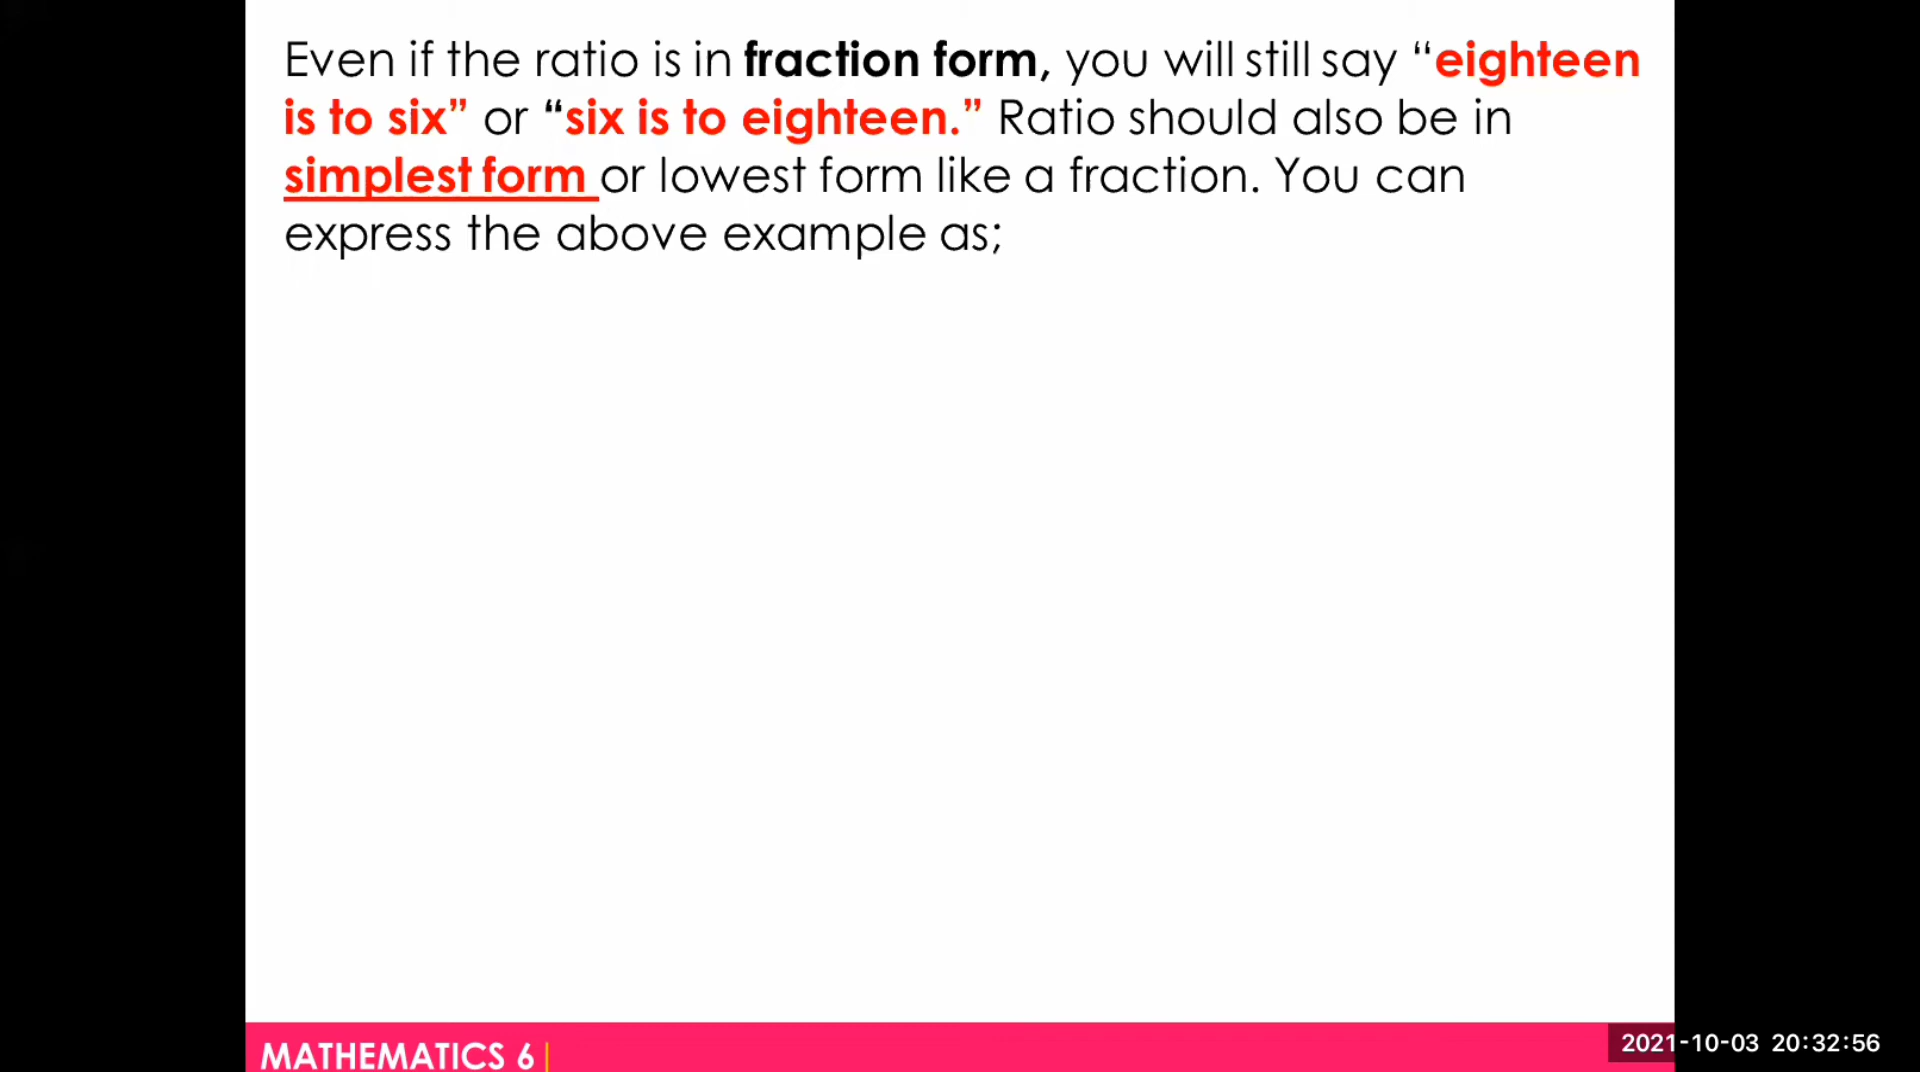 Even if the ratio is in fraction form, you will still say “eighteen
is to six” or “six is to eighteen.” Ratio should also be in
simplest form or lowest form like a fraction. You can
express the above example as;
MATHEMATICS 6|
2021-10-03 20:32:56